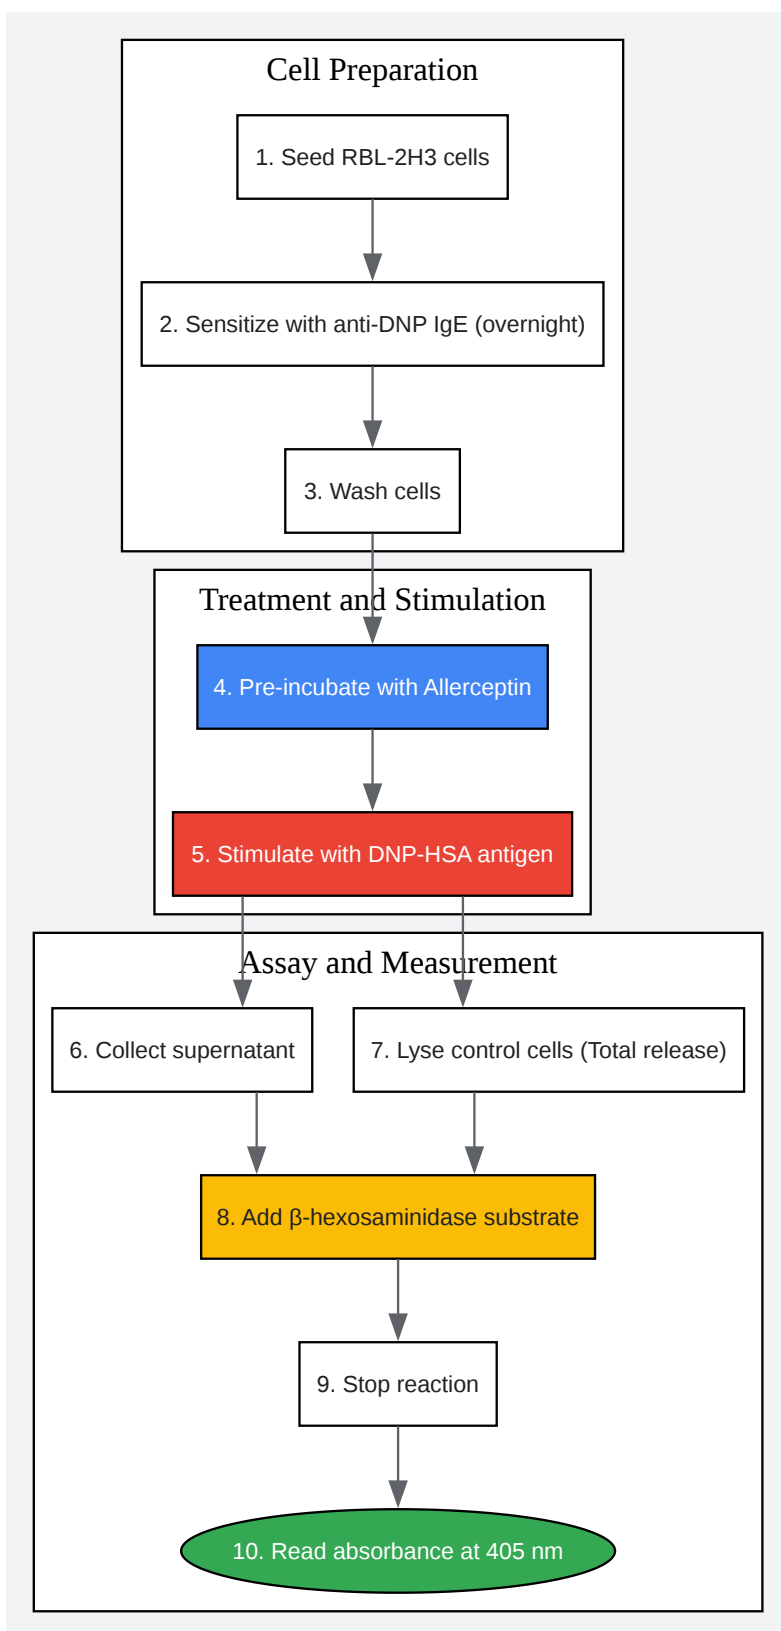 Cell Preparation
1. Seed RBL-2H3 cells
2. Sensitize with anti-DNP IgE (overnight)
3. Wash cells
Treatment and Stimulation
4. Pre-incubate with Allerceptin
5. Stimulate with DNP-HSA antigen
Assay and Measurement
6. Collect supernatant
7. Lyse control cells (Total release)
8. Add β-hexosaminidase substrate
9. Stop reaction
10. Read absorbance at 405 nm